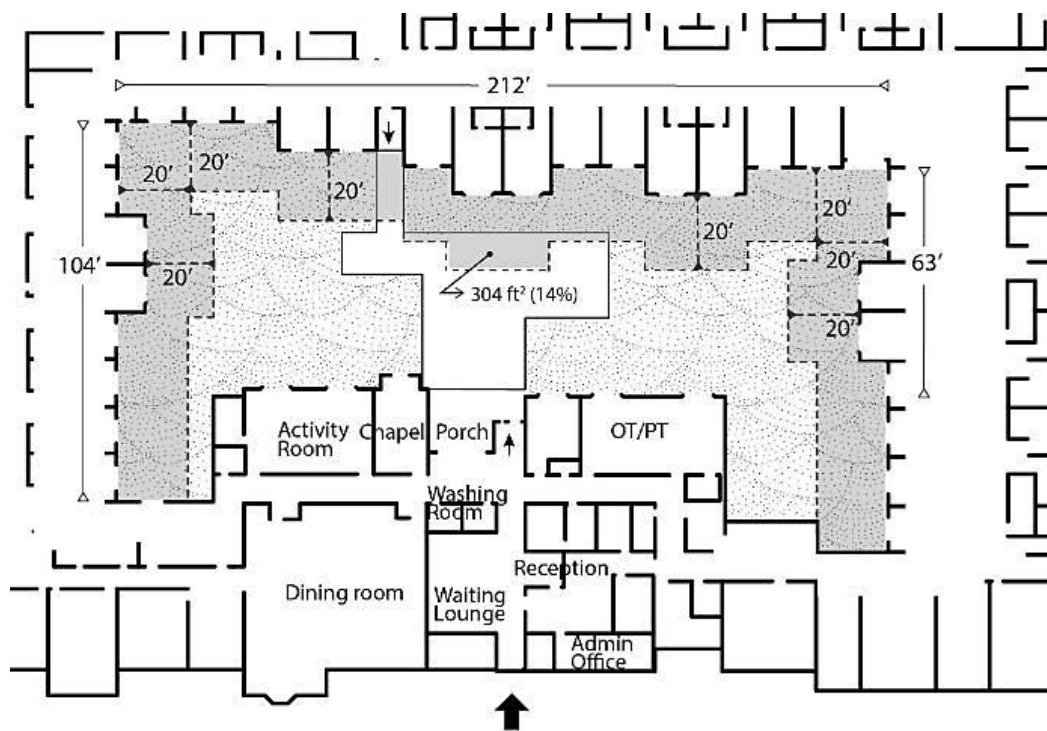 212'
20'
20'
20'
20'
20'
104'
20'
20'
63'
304 ft² (14%)
20'
Activity
Room
Chapel
Porch
OT/PT
Washing
Room
Reception
Dining room
Waiting
Lounge
Admin
Office